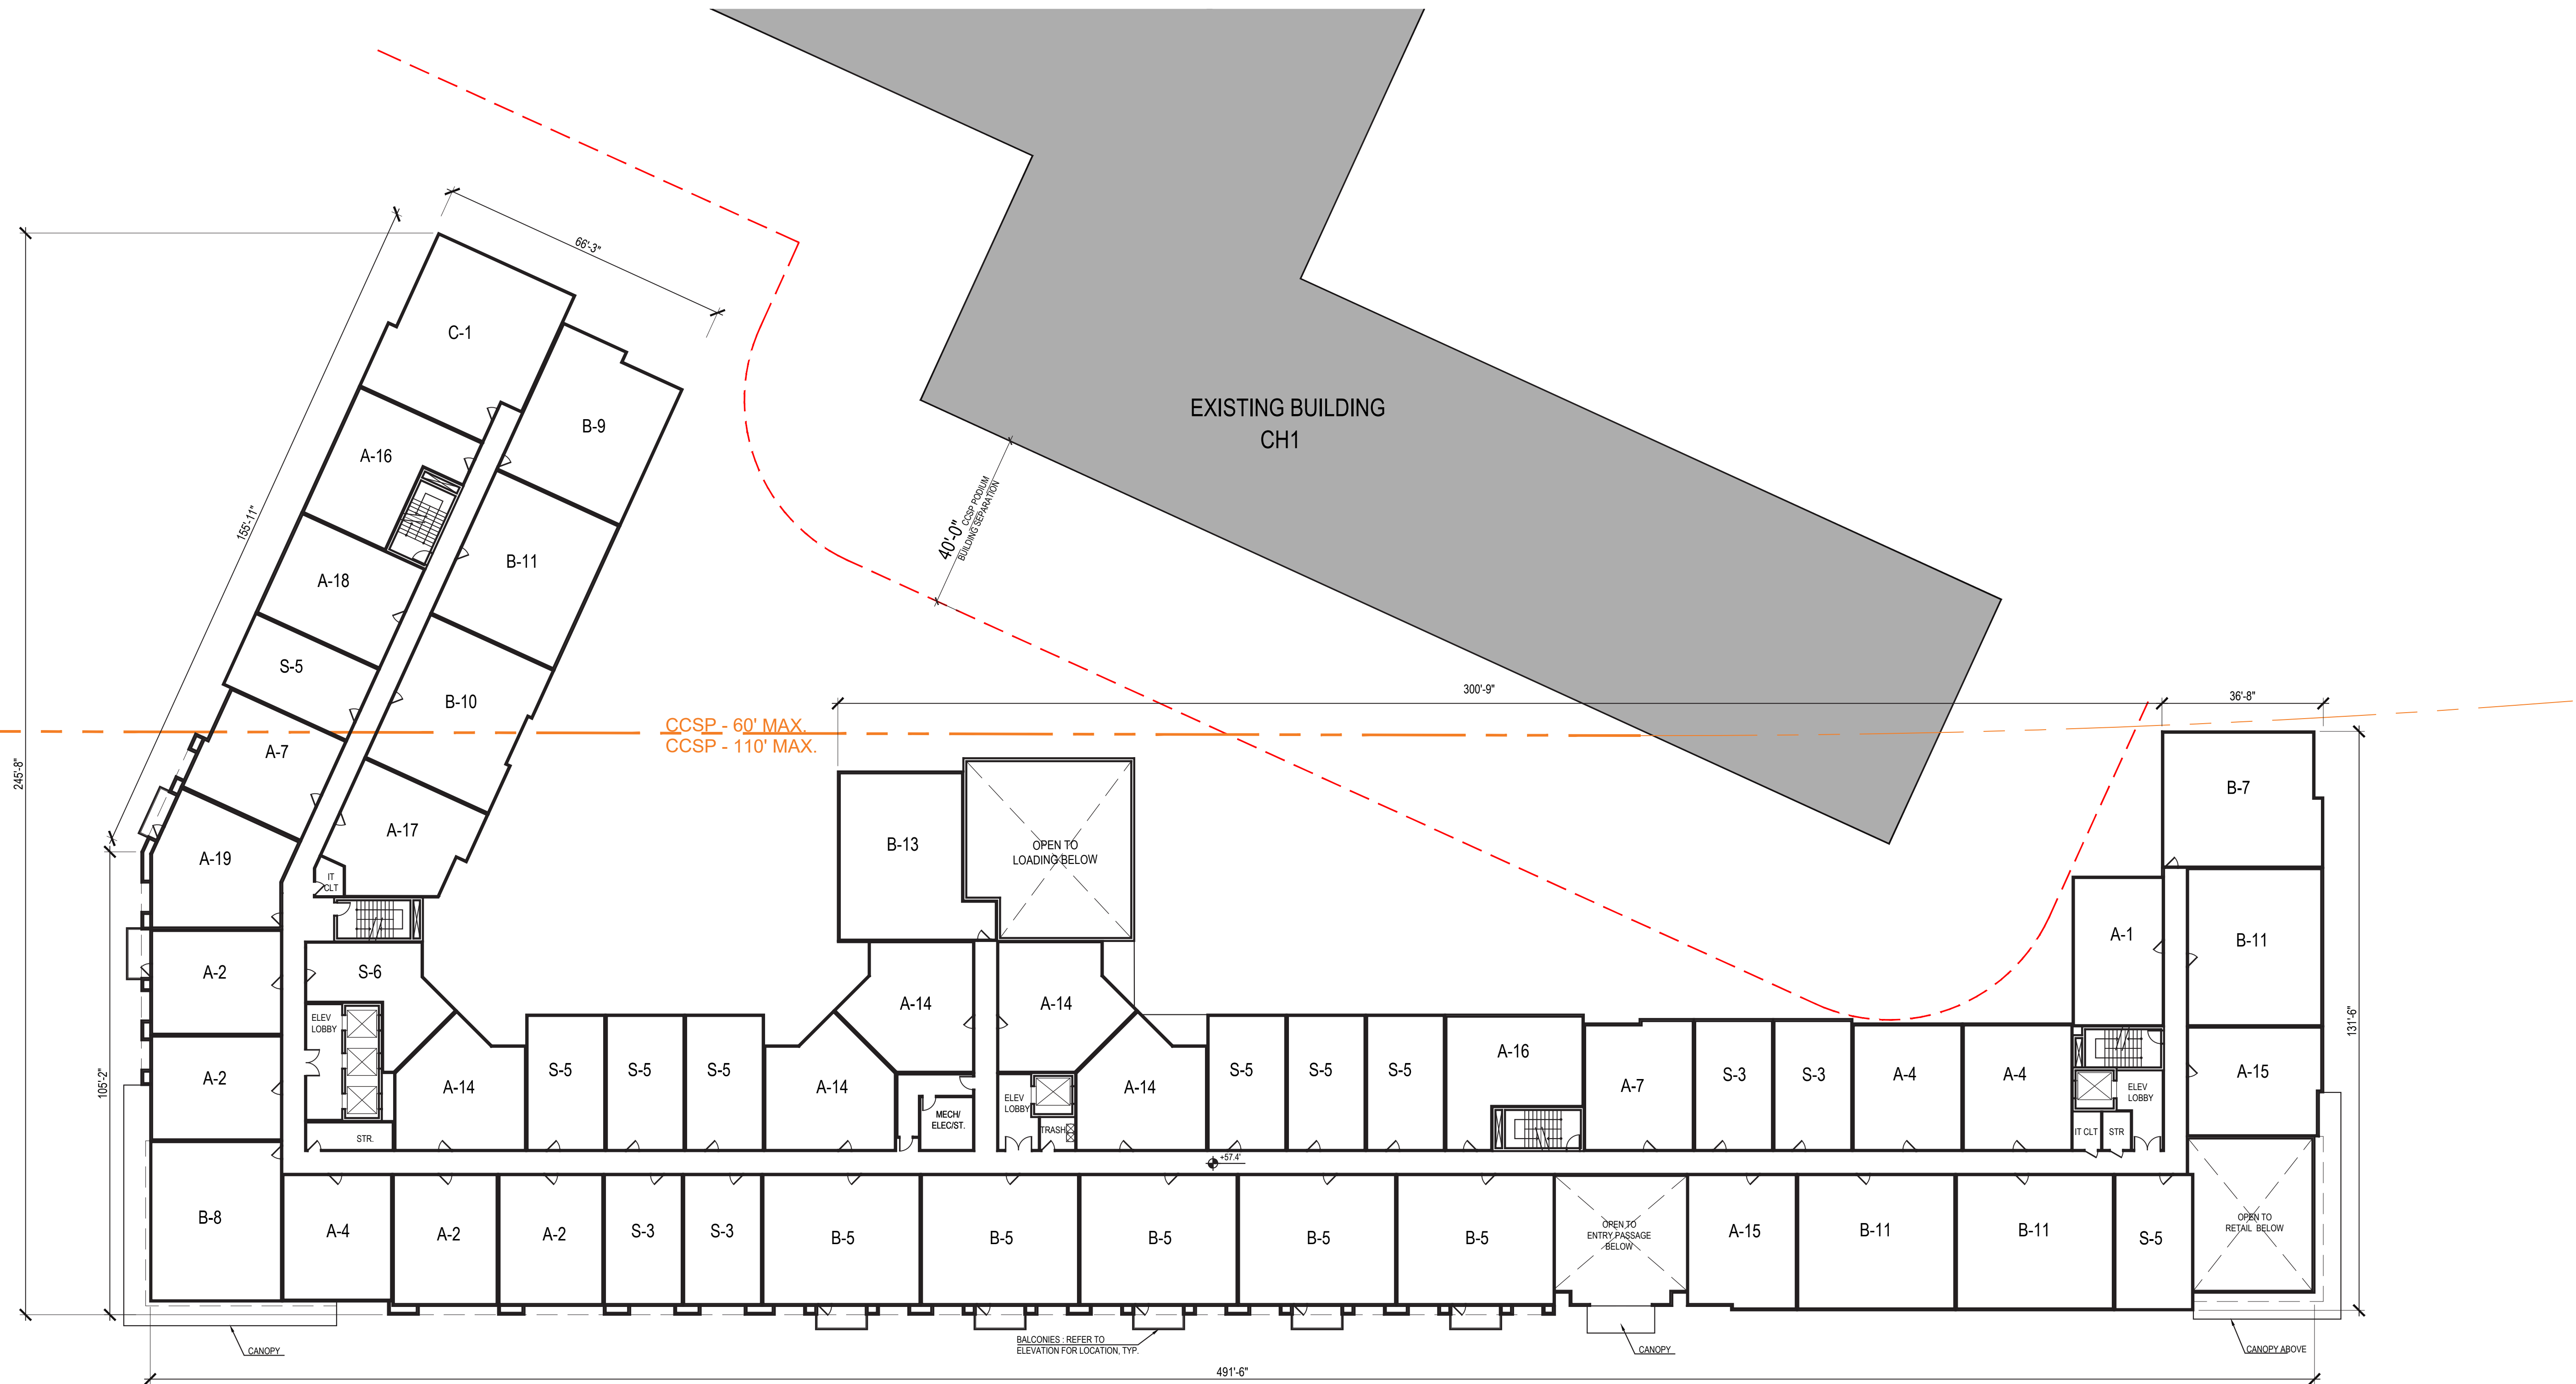 66'-3"
C-1
EXISTING BUILDING
CH1
B-9
A-16
155'-11"
40'-0" CCSP PODIUM
BUILDING SEPARATION
B-11
A-18
S-5
B-10
300'-9"
36'-8"
CCSP - 60' MAX.
CCSP - 110' MAX.
A-7
245'-8"
B-7
A-17
B-13
OPEN TO
LOADING BELOW
A-19
IT
CLT
A-1
B-11
A-2
S-6
A-14
A-14
ELEV
LOBBY
131'-6"
105'-2"
A-2
A-14
S-5
S-5
S-5
A-14
MECH/
ELEC/ST.
ELEV
LOBBY
TRASH
A-14
S-5
S-5
S-5
A-16
A-7
S-3
S-3
A-4
A-4
ELEV
LOBBY
A-15
STR.
IT CLT
STR
+57.4'
B-8
A-4
A-2
A-2
S-3
S-3
B-5
B-5
B-5
B-5
B-5
OPEN TO
ENTRY PASSAGE
BELOW
A-15
B-11
B-11
S-5
OPEN TO
RETAIL BELOW
CANOPY
BALCONIES : REFER TO
ELEVATION FOR LOCATION, TYP.
CANOPY
CANOPY ABOVE
491'-6"